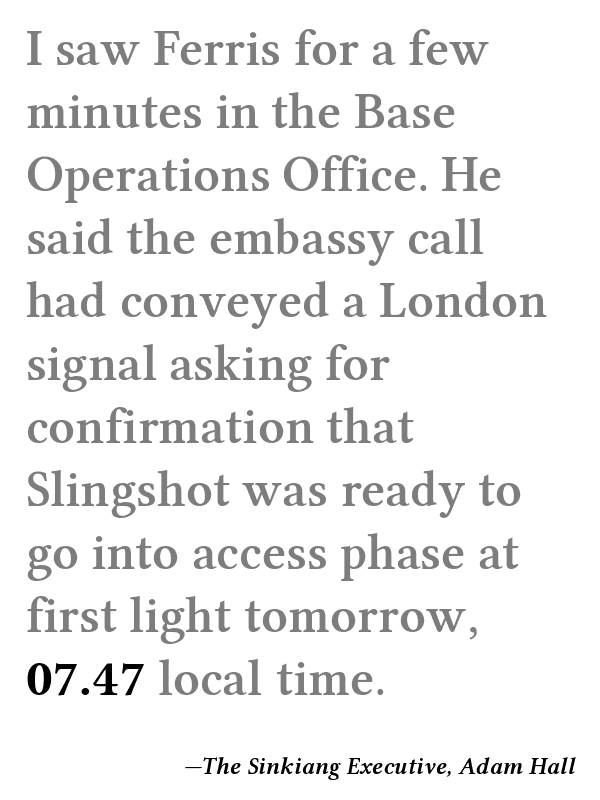 I saw Ferris for a few
minutes in the Base
Operations Office. He
said the embassy call
had conveyed a London
signal asking for
confirmation that
Slingshot was ready to
go into access phase at
first light tomorrow,
07.47 local time.
—The Sinkiang Executive, Adam Hall